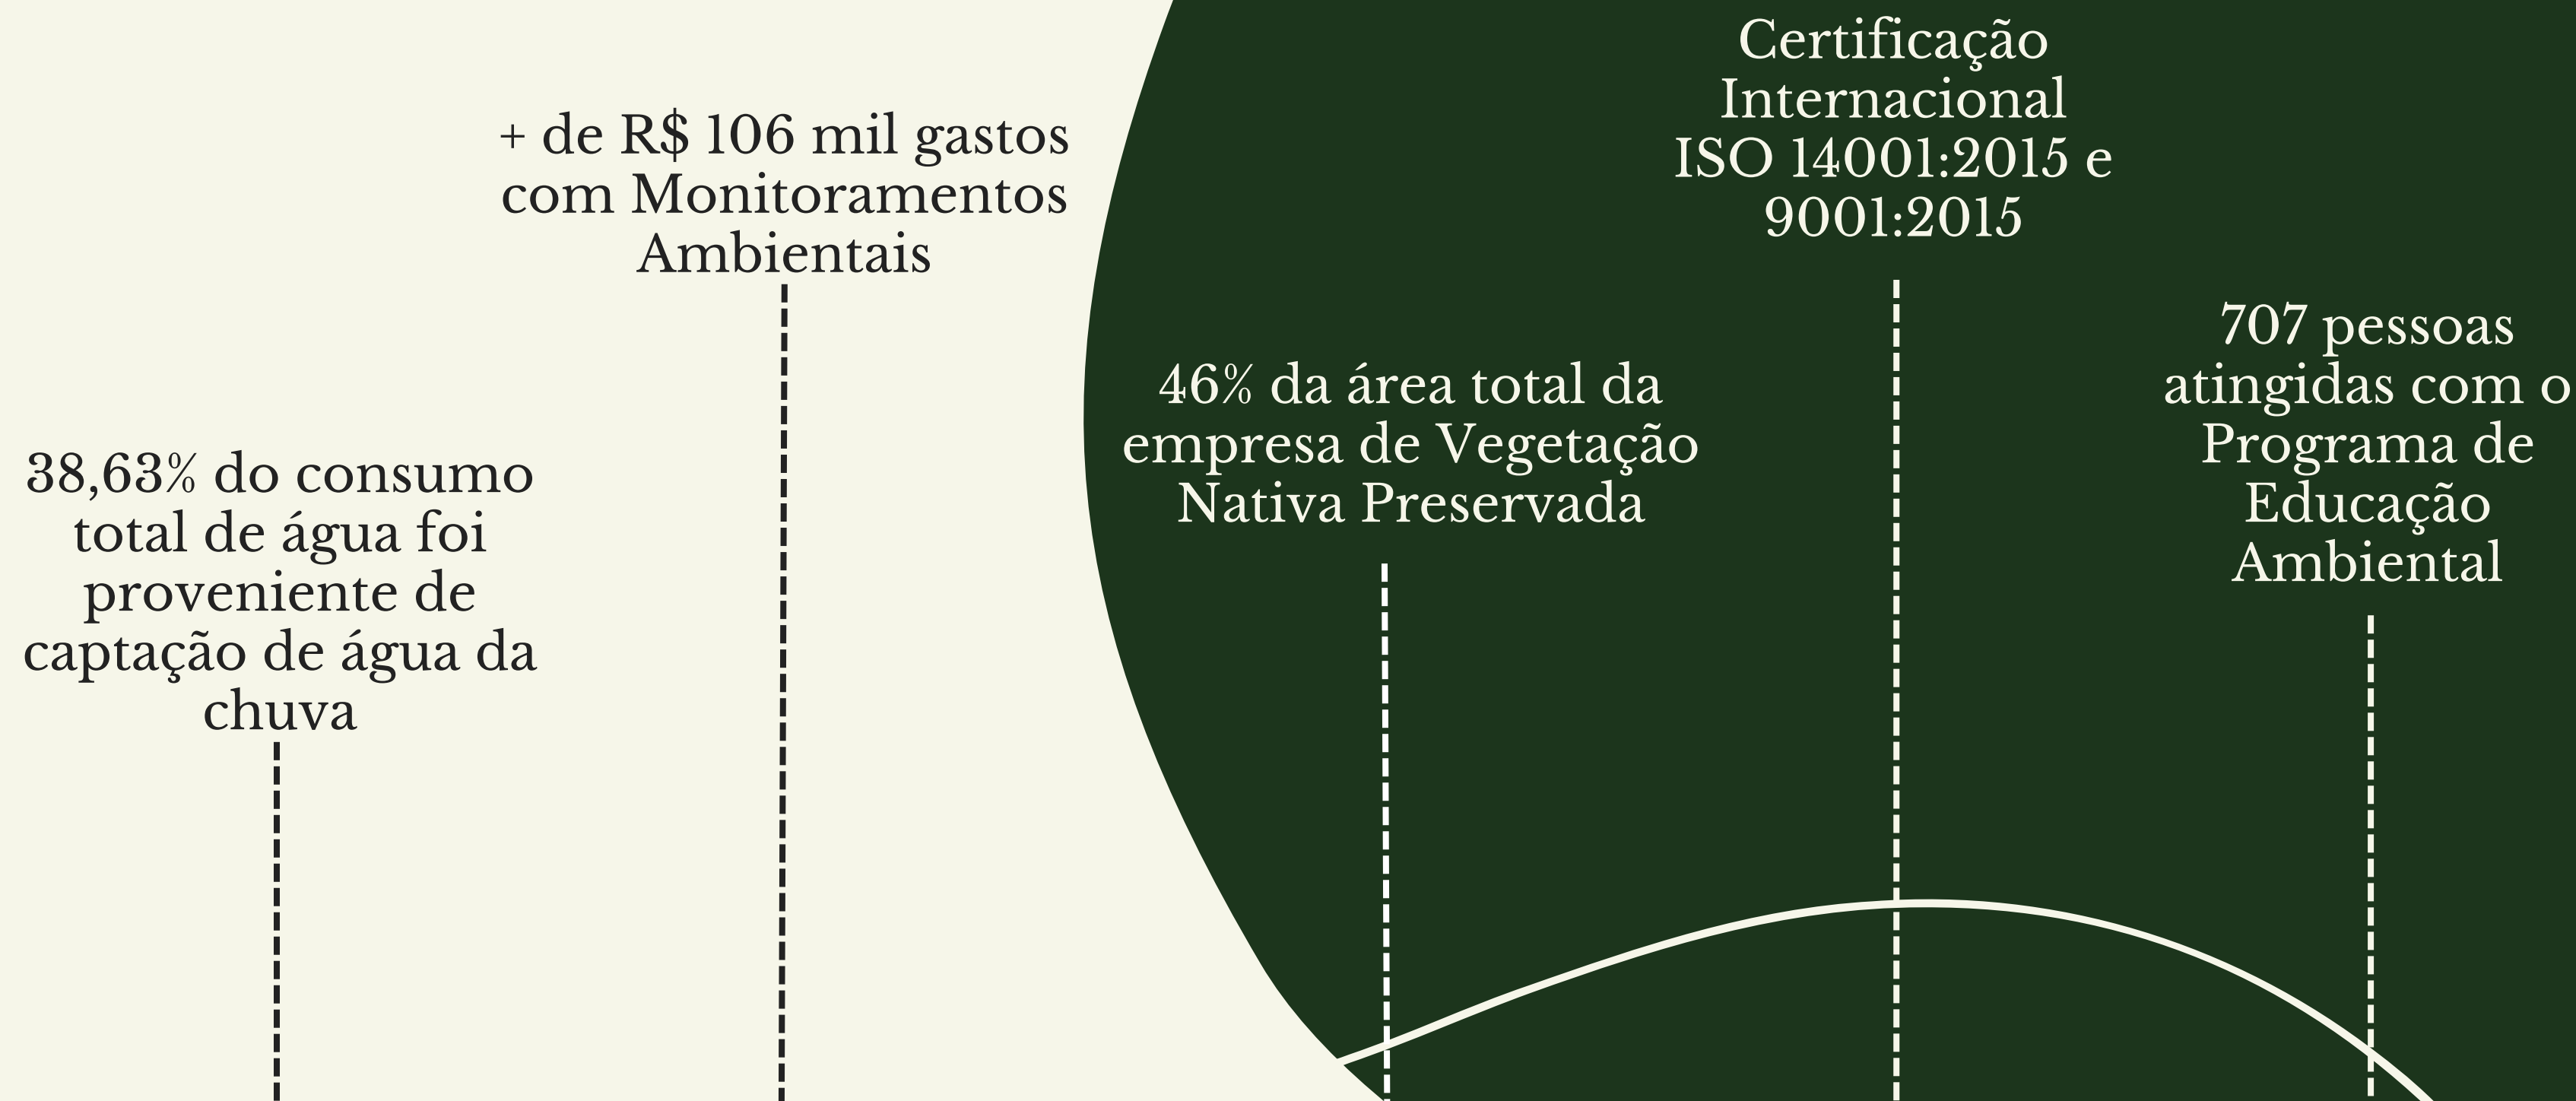 38,63% do consumo
total de água foi
proveniente de
captação de água da
chuva
+ de R$ 106 mil gastos
com Monitoramentos
Ambientais
46% da área total da
empresa de Vegetação
Nativa Preservada
Certificação
Internacional
ISO 14001:2015 e
9001:2015
707 pessoas
atingidas com o
Programa de
Educação
Ambiental